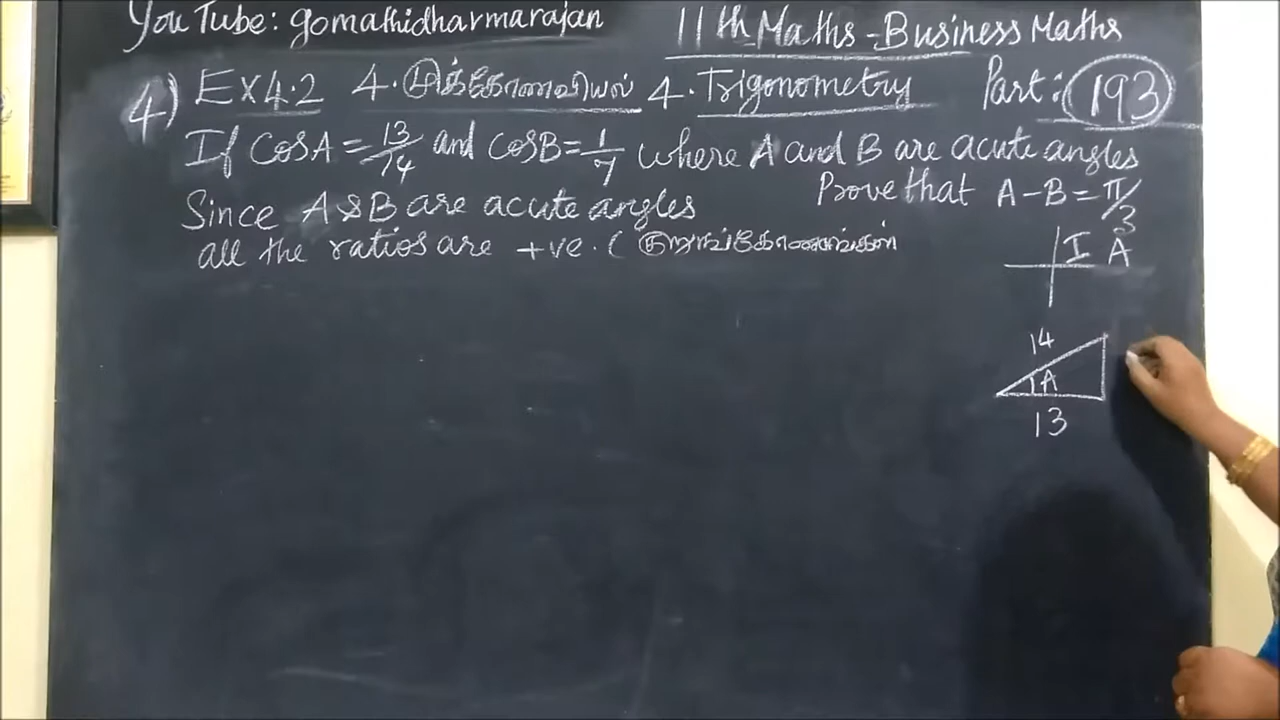 YouTube: gomathidharmarajan 11th Maths - Business Maths
4) Ex 4.2 4. 4. Trigonometry Part: 193
If cosA = 13/14 and cosB = 1/7 where A and B are acute angles
Prove that A - B = π/3
Since A & B are acute angles
all the ratios are +ve. (
I A
14
A
13